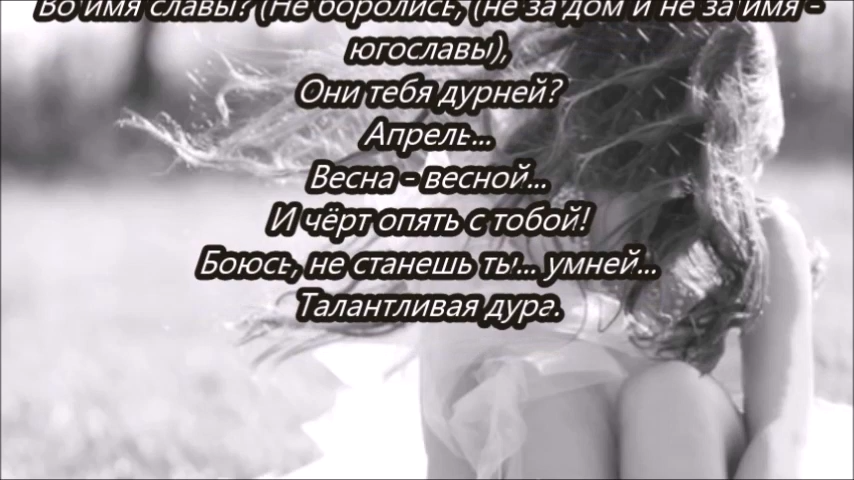 Во имя славы? (Не боролись, (не за дом и не за имя -
югославы),
Они тебя дурней?
Апрель...
Весна - весной...
И чёрт опять с тобой!
Боюсь, не станешь ты... умней...
Талантливая дура.